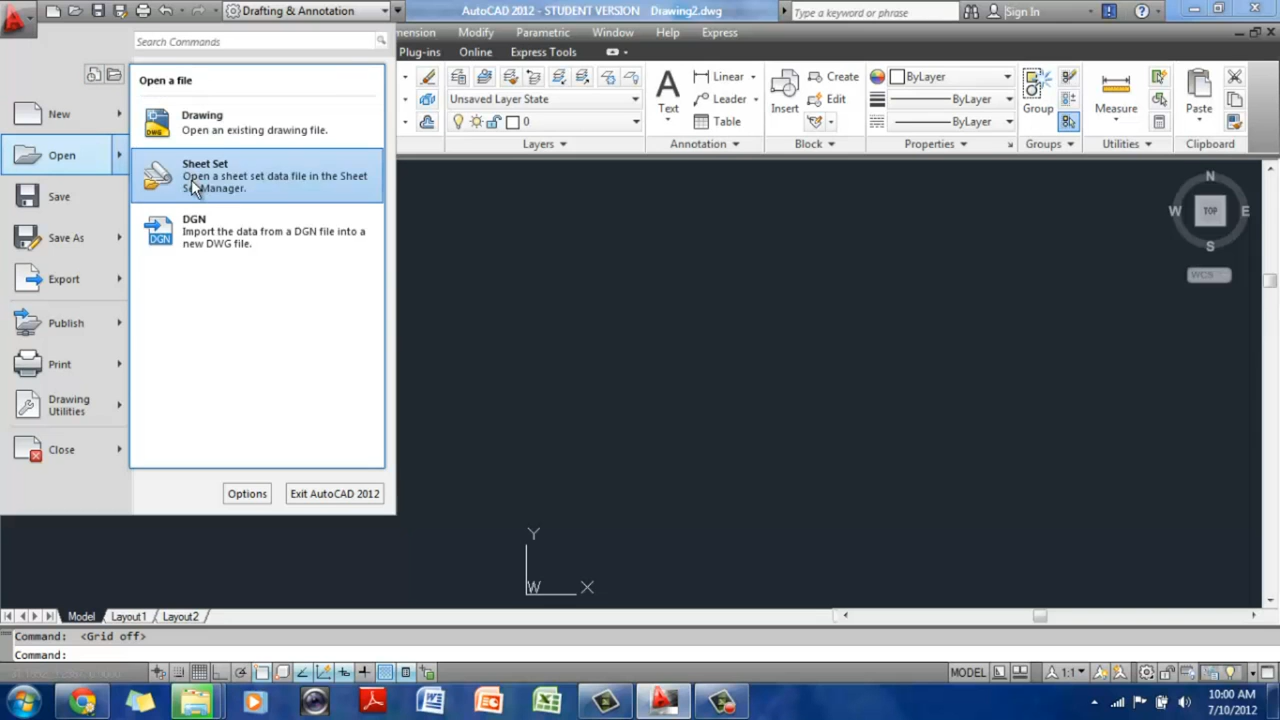 Drafting & Annotation
AutoCAD 2012 - STUDENT VERSION Drawing2.dwg
Type a keyword or phrase
Sign In
Search Commands
mension Modify Parametric Window Help Express
Plug-ins Online Express Tools
Open a file
New
Open
Save
Save As
Export
Publish
Print
Drawing
Utilities
Close
Drawing
Open an existing drawing file.
Sheet Set
Open a sheet set data file in the Sheet
Manager.
DGN
Import the data from a DGN file into a
new DWG file.
Options Exit AutoCAD 2012
Unsaved Layer State
0
Layers
Text
Linear
Leader
Table
Annotation
Insert
Create
Edit
Block
ByLayer
ByLayer
ByLayer
Properties
Group
Groups
Measure
Utilities
Paste
Clipboard
N
W TOP E
S
WCS
Y
W X
Model Layout1 Layout2
Command: <Grid off>
Command:
MODEL
1:1
10:00 AM
7/10/2012